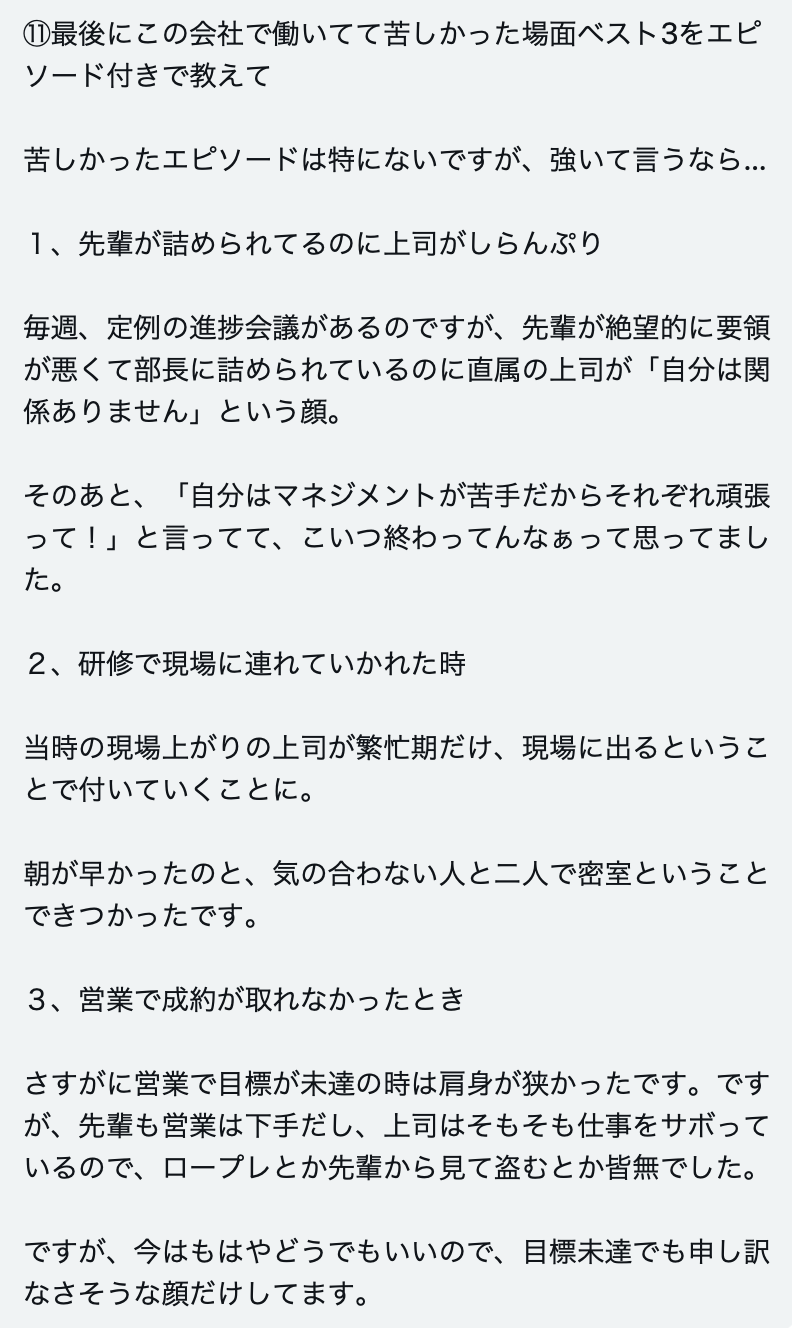 ⑪最後にこの会社で働いてて苦しかった場面ベスト3をエピ
ソード付きで教えて
苦しかったエピソードは特にないですが、強いて言うなら...
１、先輩が詰められてるのに上司がしらんぷり
毎週、定例の進捗会議があるのですが、先輩が絶望的に要領
が悪くて部長に詰められているのに直属の上司が「自分は関
係ありません」という顔。
そのあと、「自分はマネジメントが苦手だからそれぞれ頑張
って！」と言ってて、こいつ終わってんなぁって思ってまし
た。
２、研修で現場に連れていかれた時
当時の現場上がりの上司が繁忙期だけ、現場に出るというこ
とで付いていくことに。
朝が早かったのと、気の合わない人と二人で密室ということ
できつかったです。
３、営業で成約が取れなかったとき
さすがに営業で目標が未達の時は肩身が狭かったです。です
が、先輩も営業は下手だし、上司はそもそも仕事をサボって
いるので、ロープレとか先輩から見て盗むとか皆無でした。
ですが、今はもはやどうでもいいので、目標未達でも申し訳
なさそうな顔だけしてます。